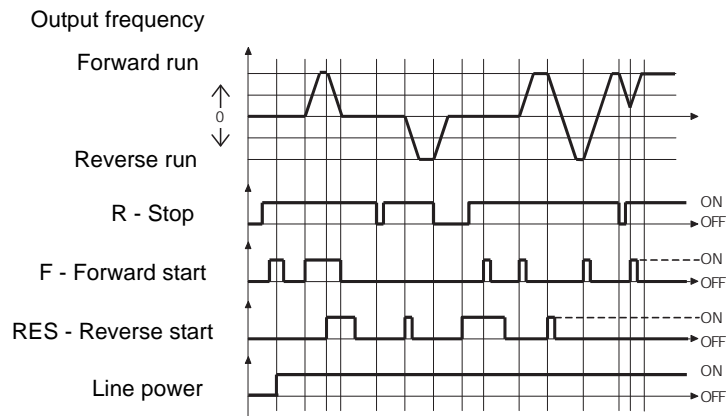 Output frequency
Forward run
0
Reverse run
R - Stop
ON
OFF
F - Forward start
ON
OFF
RES - Reverse start
ON
OFF
Line power
ON
OFF